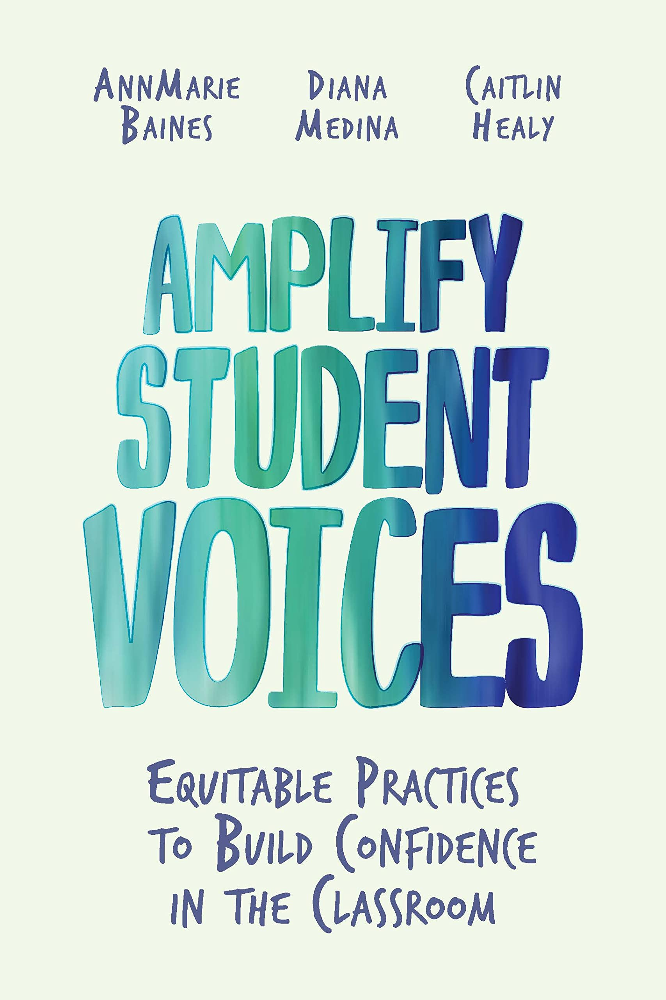 AnnMarie Baines
Diana Medina
Caitlin Healy
AMPLIFY
STUDENT
VOICES
Equitable Practices
to Build Confidence
in the Classroom